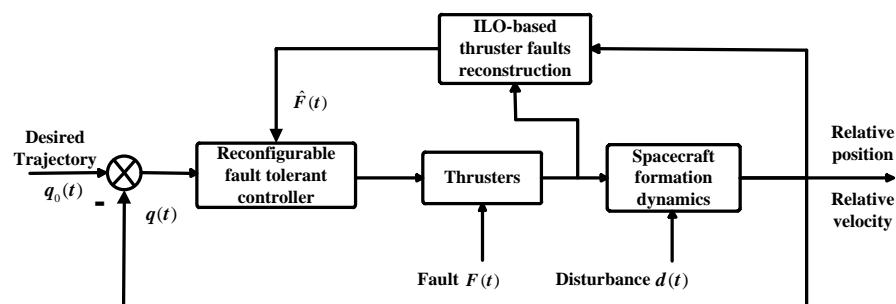 ILO-based
thruster faults
reconstruction
F̂(t)
Desired
Trajectory
q₀(t)
-
q(t)
Reconfigurable
fault tolerant
controller
Thrusters
Spacecraft
formation
dynamics
Relative
position
Relative
velocity
Fault F(t)
Disturbance d(t)